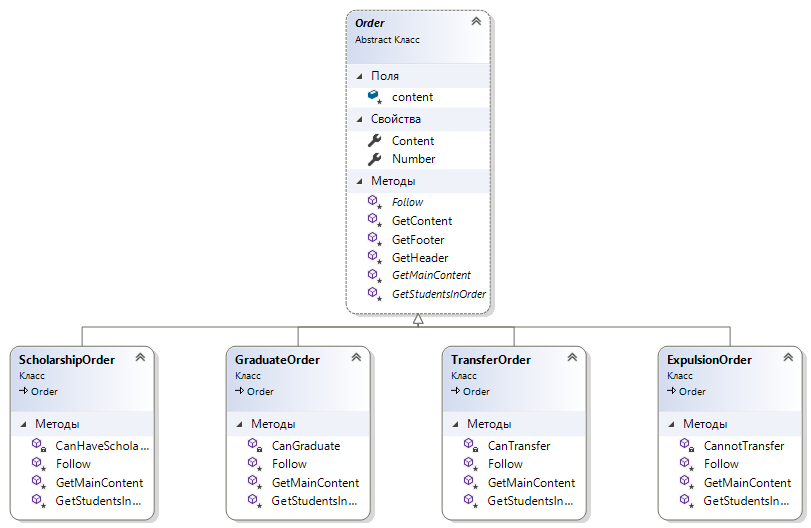 Order
Abstract Класс
Поля
content
Свойства
Content
Number
Методы
Follow
GetContent
GetFooter
GetHeader
GetMainContent
GetStudentsInOrder
ScholarshipOrder
Класс
Order
Методы
CanHaveSchola...
Follow
GetMainContent
GetStudentsIn...
GraduateOrder
Класс
Order
Методы
CanGraduate
Follow
GetMainContent
GetStudentsIn...
TransferOrder
Класс
Order
Методы
CanTransfer
Follow
GetMainContent
GetStudentsIn...
ExpulsionOrder
Класс
Order
Методы
CannotTransfer
Follow
GetMainContent
GetStudentsIn...